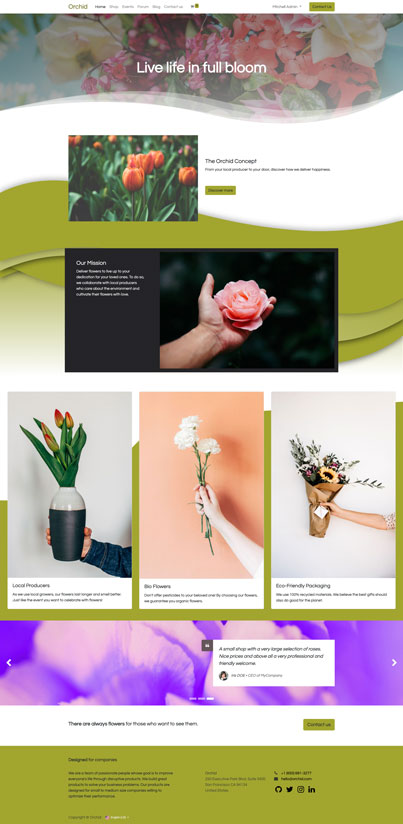 Orchid Home Shop Events Forum Blog Contact us Mitchell Admin Contact Us
Live life in full bloom
The Orchid Concept
From your local producer to your door, discover how we deliver happiness.
Discover more
Our Mission
Deliver flowers to live up to your
dedication for your loved ones. To do so,
we collaborate with local producers
who care about the environment and
cultivate their flowers with love.
Local Producers
As we use local growers, our flowers last longer and smell better.
Just like the event you want to celebrate with flowers!
Bio Flowers
Don't offer pesticides to your beloved one! By choosing our flowers,
we guarantee you organic flowers.
Eco-Friendly Packaging
We use 100% recycled materials. We believe the best gifts should
also do good for the planet.
A small shop with a very large selection of roses.
Nice prices and above all a very professional and
friendly welcome.
Iris DOE • CEO of MyCompany
There are always flowers for those who want to see them.
Contact us
Designed for companies
We are a team of passionate people whose goal is to improve
everyone's life through disruptive products. We build great
products to solve your business problems. Our products are
designed for small to medium size companies willing to
optimize their performance.
Orchid
250 Executive Park Blvd, Suite 3400
San Francisco CA 94134
United States
+1 (650) 691-3277
hello@orchid.com
Copyright © Orchid